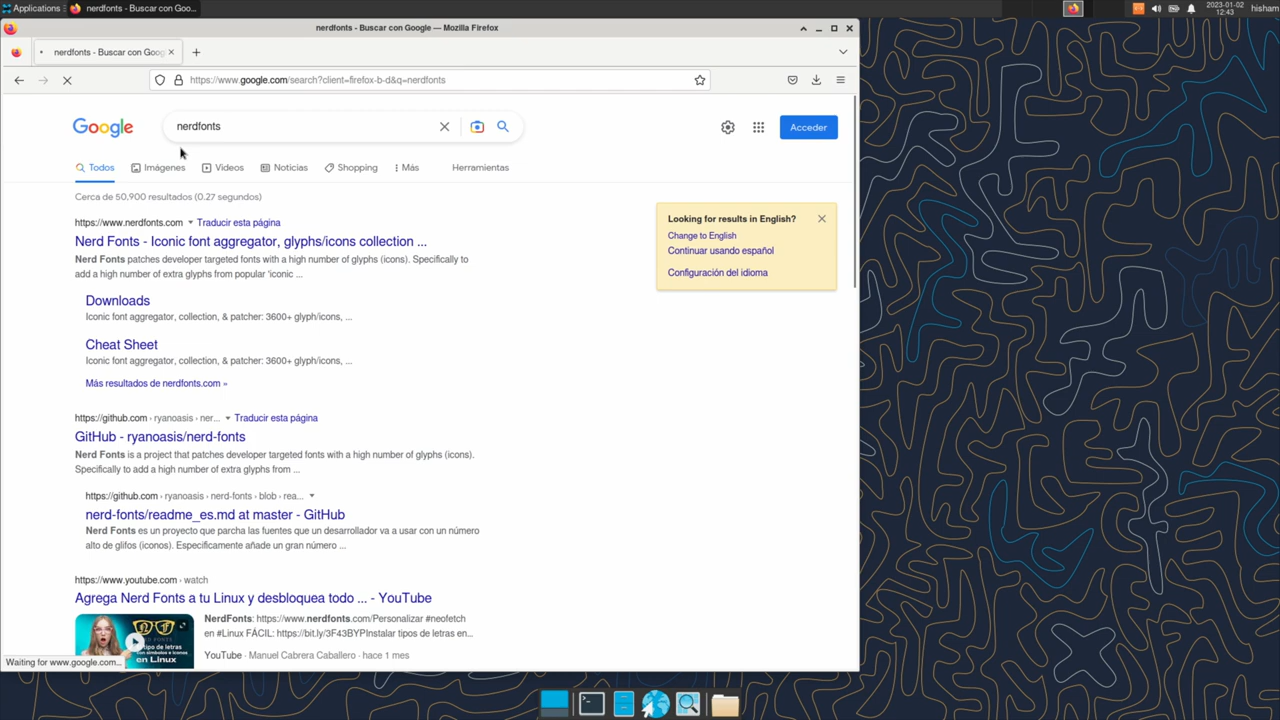 Applications
nerdfonts - Buscar con Goo...
2023-01-02
12:43
hisham
nerdfonts - Buscar con Google — Mozilla Firefox
nerdfonts - Buscar con Goog
https://www.google.com/search?client=firefox-b-d&q=nerdfonts
Google
nerdfonts
Acceder
Todos
Imágenes
Videos
Noticias
Shopping
Más
Herramientas
Cerca de 50,900 resultados (0.27 segundos)
https://www.nerdfonts.com
Traducir esta página
Nerd Fonts - Iconic font aggregator, glyphs/icons collection ...
Nerd Fonts patches developer targeted fonts with a high number of glyphs (icons). Specifically to
add a high number of extra glyphs from popular 'iconic ...
Downloads
Iconic font aggregator, collection, & patcher: 3600+ glyph/icons, ...
Cheat Sheet
Iconic font aggregator, collection, & patcher: 3600+ glyph/icons, ...
Más resultados de nerdfonts.com »
Looking for results in English?
Change to English
Continuar usando español
Configuración del idioma
https://github.com › ryanoasis › ner...
Traducir esta página
GitHub - ryanoasis/nerd-fonts
Nerd Fonts is a project that patches developer targeted fonts with a high number of glyphs (icons).
Specifically to add a high number of extra glyphs from ...
https://github.com › ryanoasis › nerd-fonts › blob › rea...
nerd-fonts/readme_es.md at master - GitHub
Nerd Fonts es un proyecto que parcha las fuentes que un desarrollador va a usar con un número
alto de glifos (iconos). Especificamente añade un gran número ...
https://www.youtube.com › watch
Agrega Nerd Fonts a tu Linux y desbloquea todo ... - YouTube
NerdFonts: https://www.nerdfonts.com/Personalizar #neofetch
en #Linux FÁCIL: https://bit.ly/3F43BYPInstalar tipos de letras en...
YouTube · Manuel Cabrera Caballero · hace 1 mes
NERD FONTS
tipo de letras
con símbolos e iconos
en Linux
Waiting for www.google.com...